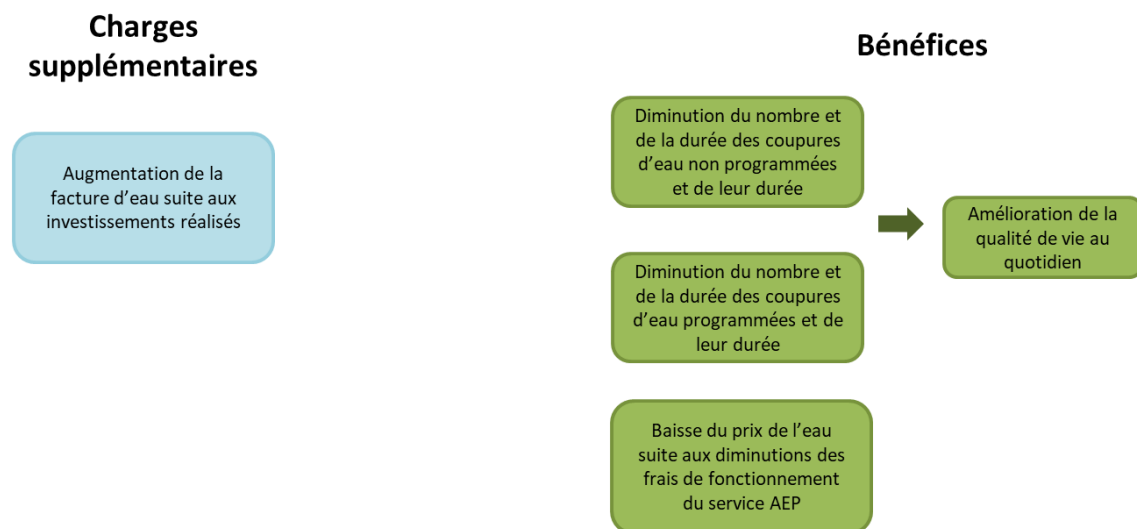 Charges
supplémentaires
Augmentation de la
facture d'eau suite aux
investissements réalisés
Bénéfices
Diminution du nombre et
de la durée des coupures
d'eau non programmées
et de leur durée
Amélioration de la
qualité de vie au
quotidien
Diminution du nombre et
de la durée des coupures
d'eau programmées et de
leur durée
Baisse du prix de l'eau
suite aux diminutions des
frais de fonctionnement
du service AEP